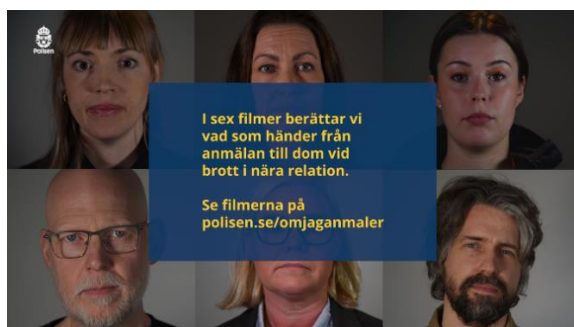 Polisen
I sex filmer berättar vi
vad som händer från
anmälan till dom vid
brott i nära relation.
Se filmerna på
polisen.se/omjaganmaler